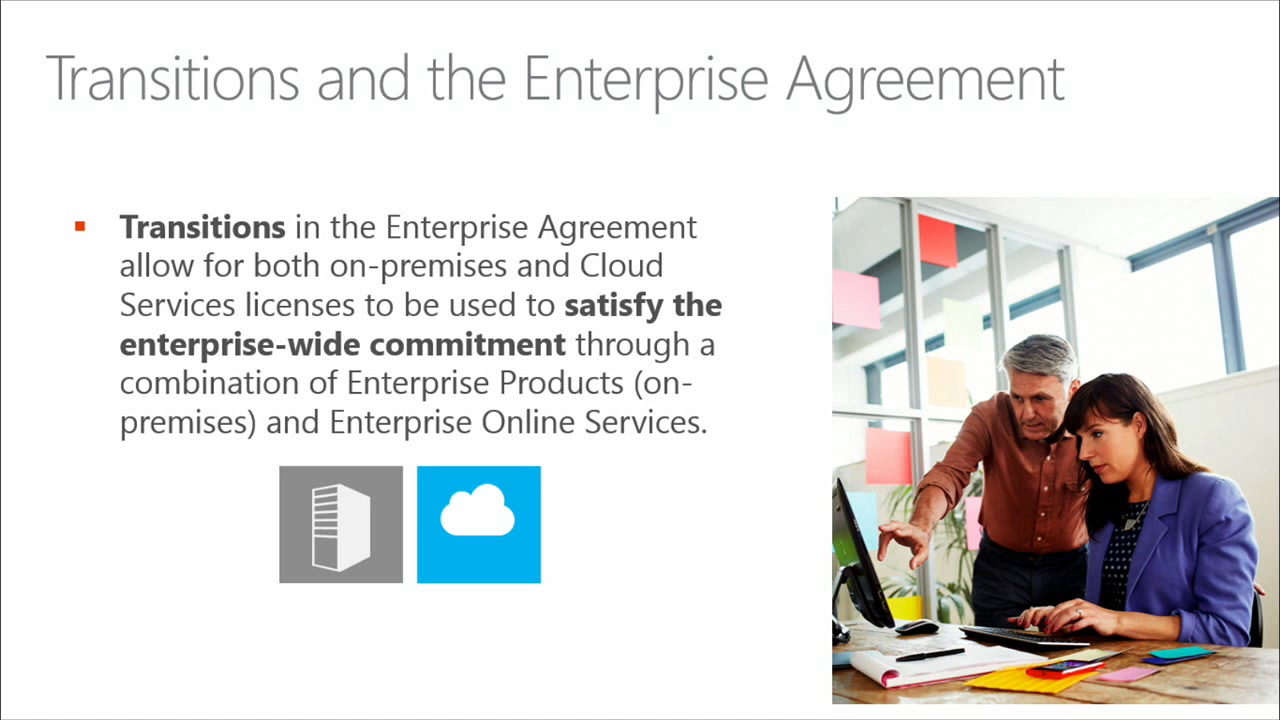 Transitions and the Enterprise Agreement
Transitions in the Enterprise Agreement
allow for both on-premises and Cloud
Services licenses to be used to satisfy the
enterprise-wide commitment through a
combination of Enterprise Products (on-
premises) and Enterprise Online Services.